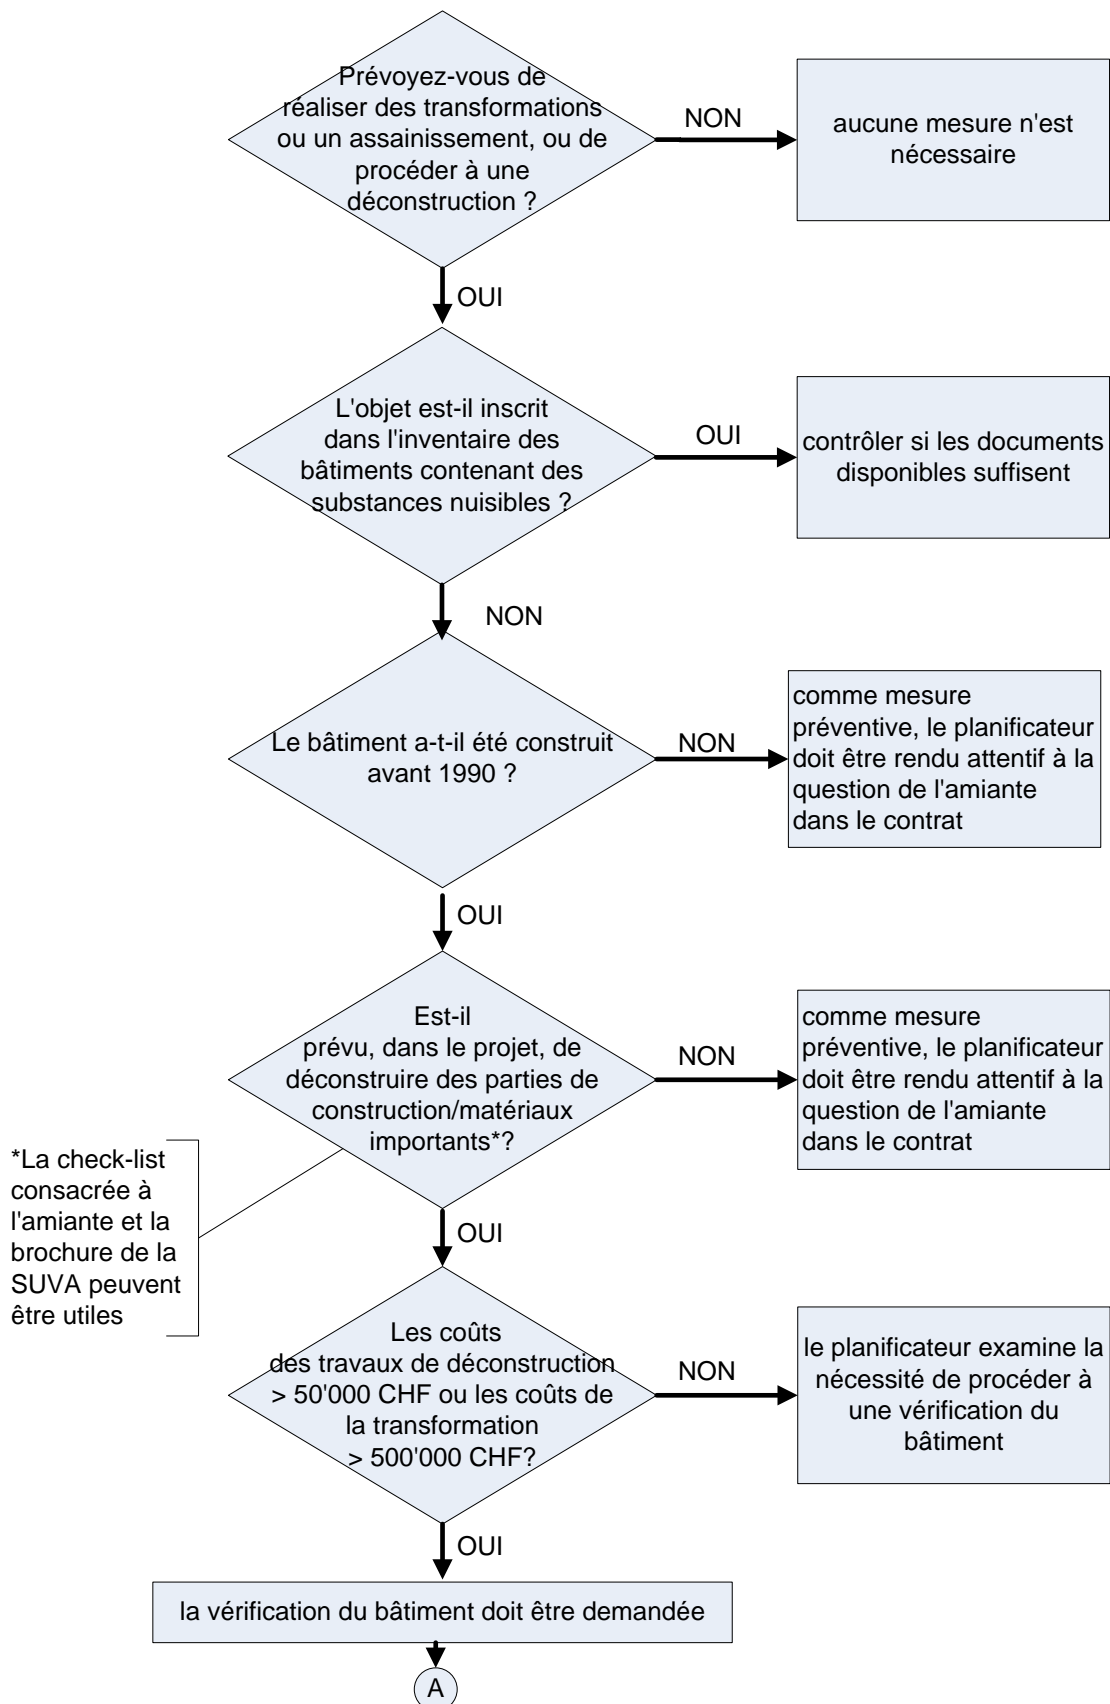 Prévoyez-vous de
réaliser des transformations
ou un assainissement, ou de
procéder à une
déconstruction ?
NON
aucune mesure n'est
nécessaire
OUI
L'objet est-il inscrit
dans l'inventaire des
bâtiments contenant des
substances nuisibles ?
OUI
contrôler si les documents
disponibles suffisent
NON
Le bâtiment a-t-il été construit
avant 1990 ?
NON
comme mesure
préventive, le planificateur
doit être rendu attentif à la
question de l'amiante
dans le contrat
OUI
Est-il
prévu, dans le projet, de
déconstruire des parties de
construction/matériaux
importants*?
NON
comme mesure
préventive, le planificateur
doit être rendu attentif à la
question de l'amiante
dans le contrat
*La check-list
consacrée à
l'amiante et la
brochure de la
SUVA peuvent
être utiles
OUI
Les coûts
des travaux de déconstruction
> 50'000 CHF ou les coûts de
la transformation
> 500'000 CHF?
NON
le planificateur examine la
nécessité de procéder à
une vérification du
bâtiment
OUI
la vérification du bâtiment doit être demandée
A